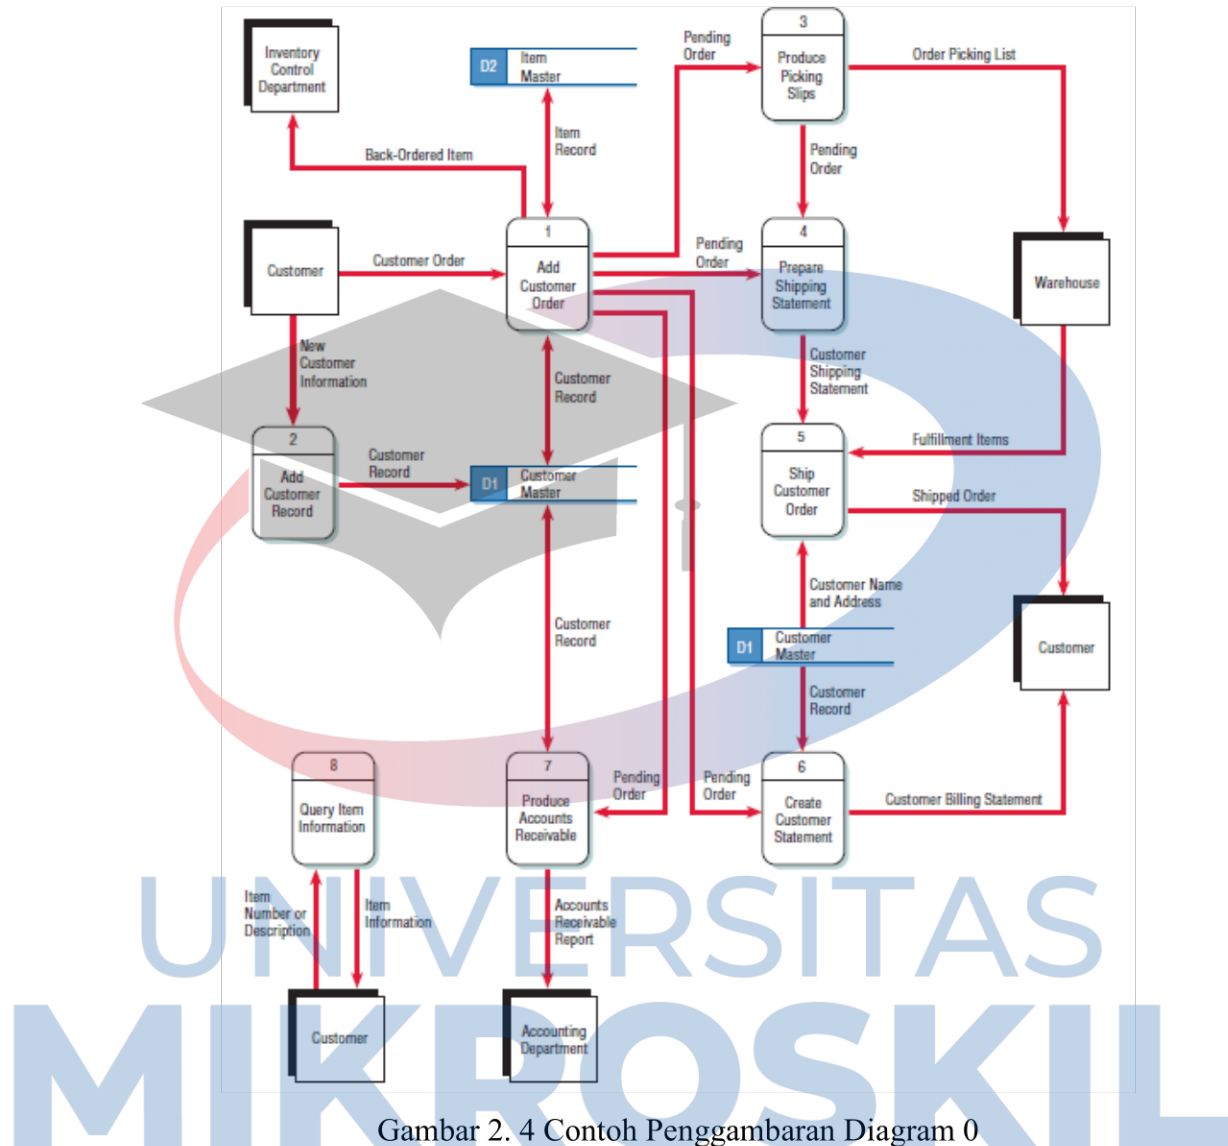 3
Produce
Picking
Slips
Pending
Order
Order Picking List
Inventory
Control
Department
D2
Item
Master
Item
Record
Back-Ordered Item
Pending
Order
Customer
Customer Order
1
Add
Customer
Order
Pending
Order
4
Prepare
Shipping
Statement
Warehouse
New
Customer
Information
Customer
Record
Customer
Shipping
Statement
2
Add
Customer
Record
Customer
Record
D1
Customer
Master
5
Ship
Customer
Order
Fulfillment Items
Shipped Order
Customer Name
and Address
Customer
Record
D1
Customer
Master
Customer
Customer
Record
8
Query Item
Information
7
Produce
Accounts
Receivable
Pending
Order
Pending
Order
6
Create
Customer
Statement
Customer Billing Statement
Item
Number or
Description
Item
Information
Accounts
Receivable
Report
Customer
Accounting
Department
UNIVERSITAS
MIKROSKIL
Gambar 2. 4 Contoh Penggambaran Diagram 0